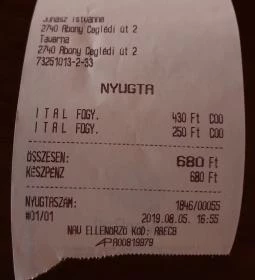 Juhász Istvánné
2740 Abony Ceglédi út 2
Taverna
2740 Abony Ceglédi út 2
73251013-2-33
NYUGTA
ITAL FOGY. 430 Ft C00
ITAL FOGY. 250 Ft C00
ÖSSZESEN: 680 Ft
KÉSZPÉNZ 680 Ft
NYUGTASZÁM: 1846/00055
#01/01 2019.08.05. 16:55
NAV ELLENŐRZŐ KÓD: A8EC8
AP A00819979